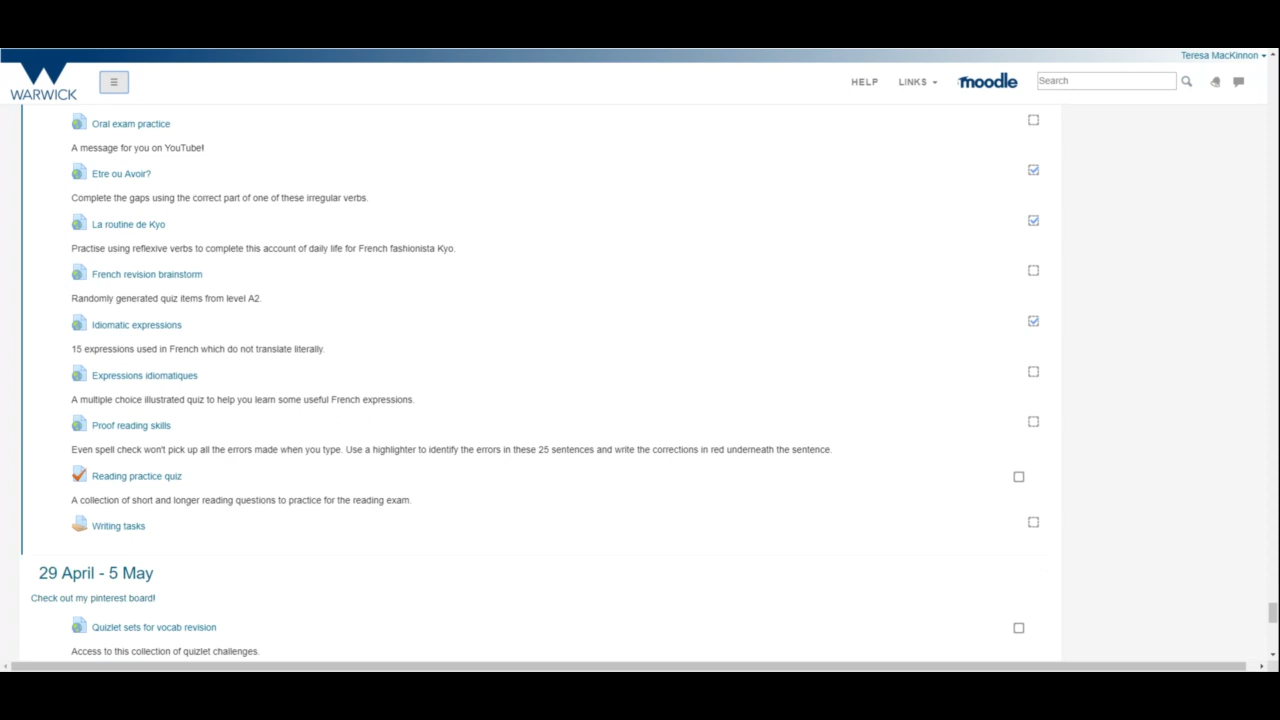 Teresa MacKinnon
WARWICK
HELP
LINKS
moodle
Search
Oral exam practice
A message for you on YouTube!
Etre ou Avoir?
Complete the gaps using the correct part of one of these irregular verbs.
La routine de Kyo
Practise using reflexive verbs to complete this account of daily life for French fashionista Kyo.
French revision brainstorm
Randomly generated quiz items from level A2.
Idiomatic expressions
15 expressions used in French which do not translate literally.
Expressions idiomatiques
A multiple choice illustrated quiz to help you learn some useful French expressions.
Proof reading skills
Even spell check won't pick up all the errors made when you type. Use a highlighter to identify the errors in these 25 sentences and write the corrections in red underneath the sentence.
Reading practice quiz
A collection of short and longer reading questions to practice for the reading exam.
Writing tasks
29 April - 5 May
Check out my pinterest board!
Quizlet sets for vocab revision
Access to this collection of quizlet challenges.